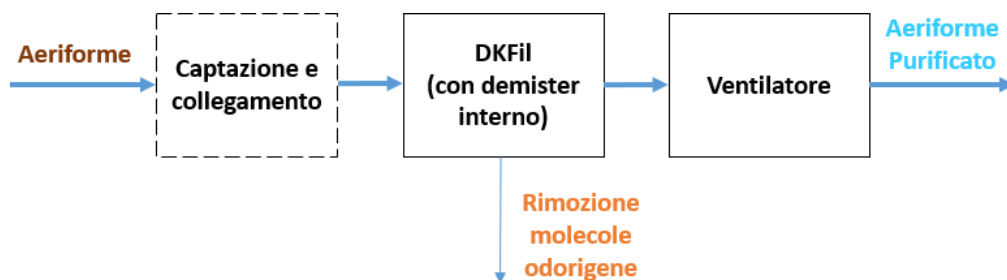 Aeriforme
Captazione e
collegamento
DKFil
(con demister
interno)
Ventilatore
Aeriforme
Purificato
Rimozione
molecole
odorigene